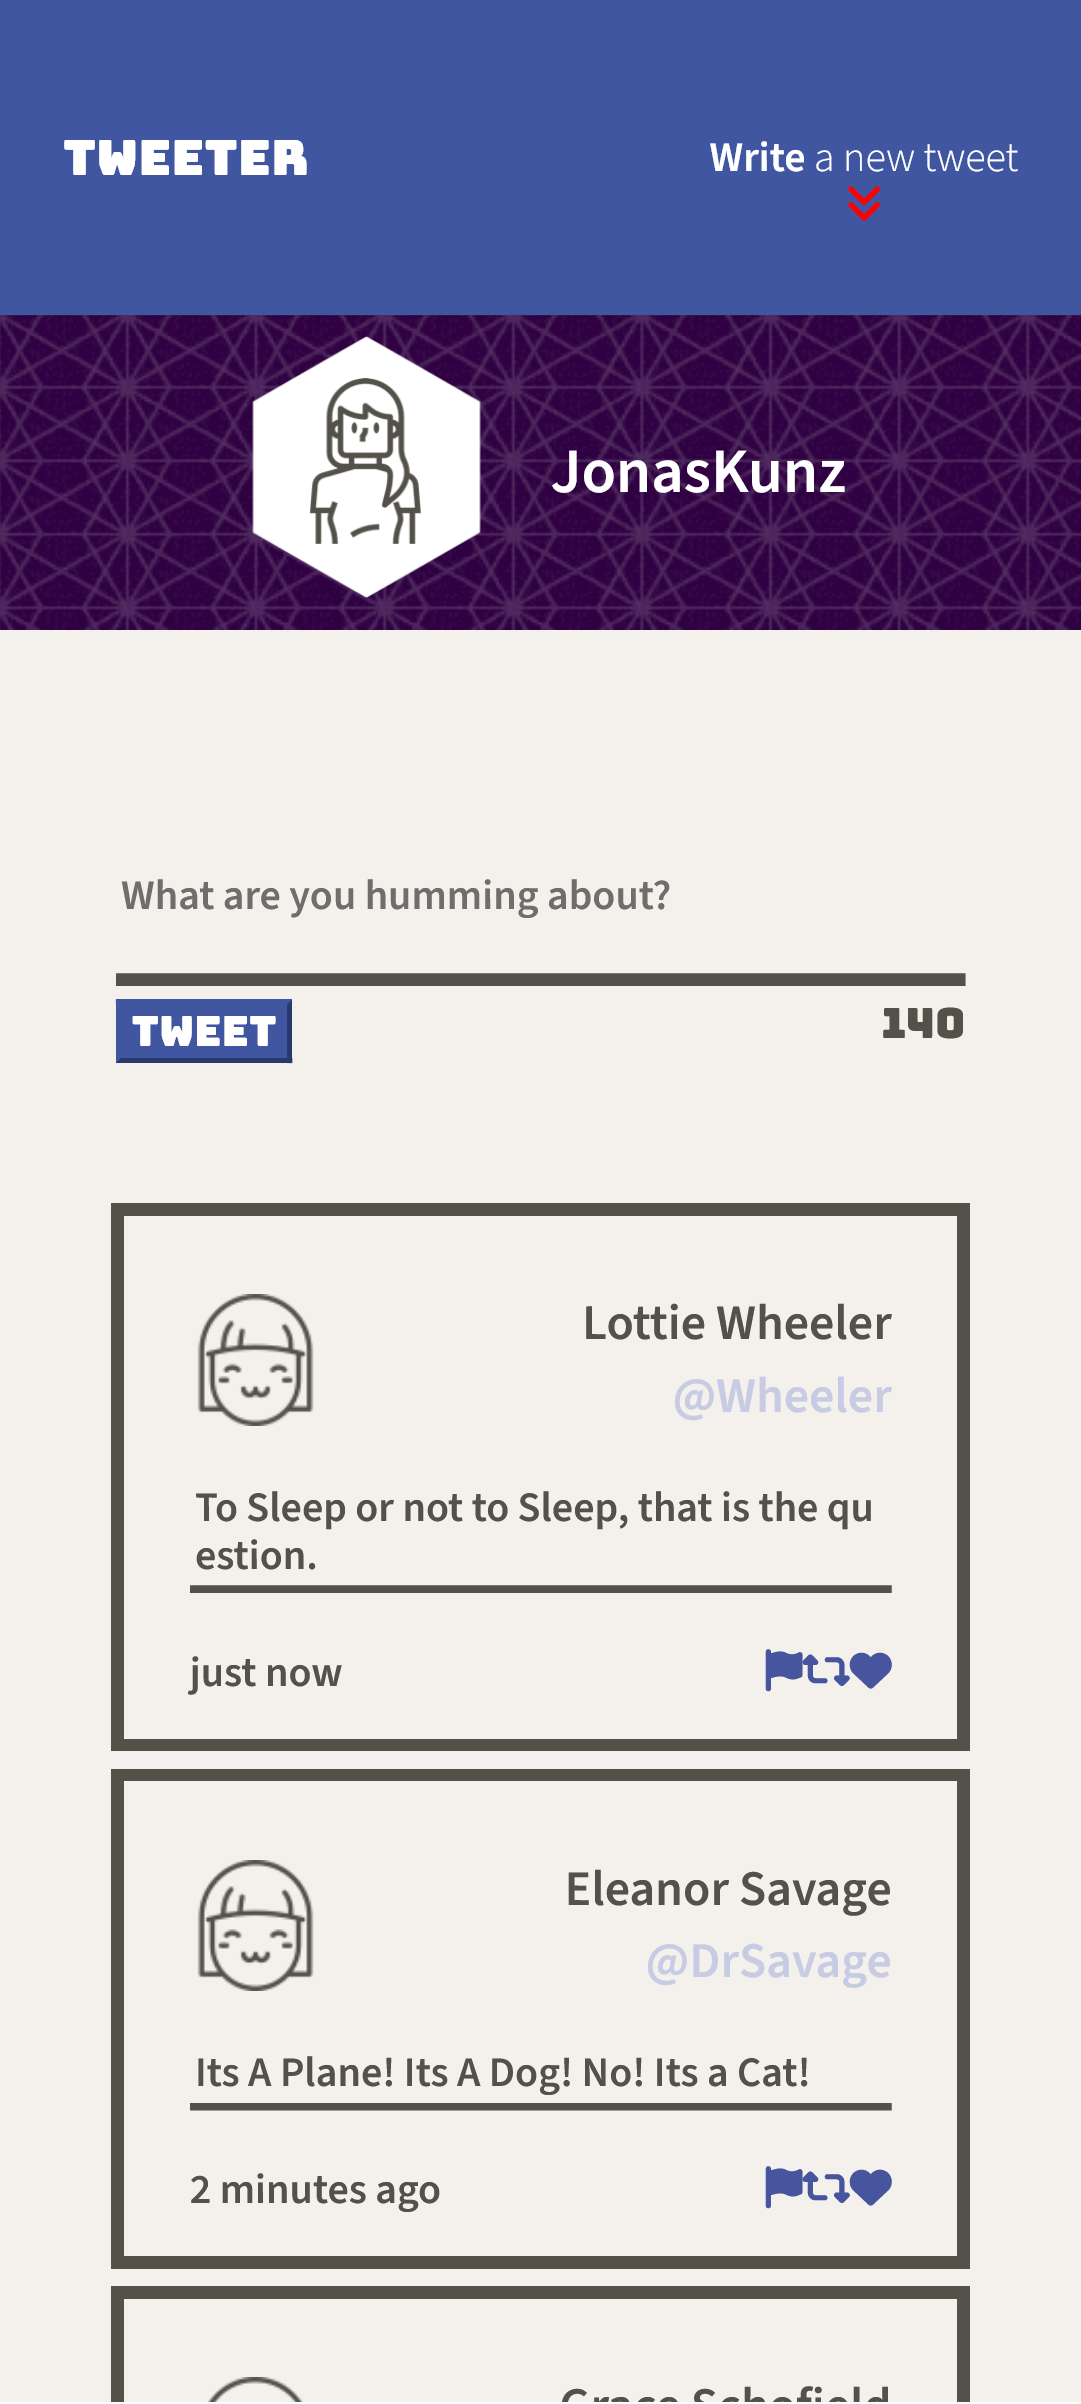 TWEETER
Write a new tweet
JonasKunz
What are you humming about?
TWEET
140
Lottie Wheeler
@Wheeler
To Sleep or not to Sleep, that is the qu
estion.
just now
Eleanor Savage
@DrSavage
Its A Plane! Its A Dog! No! Its a Cat!
2 minutes ago
Grace Schofield